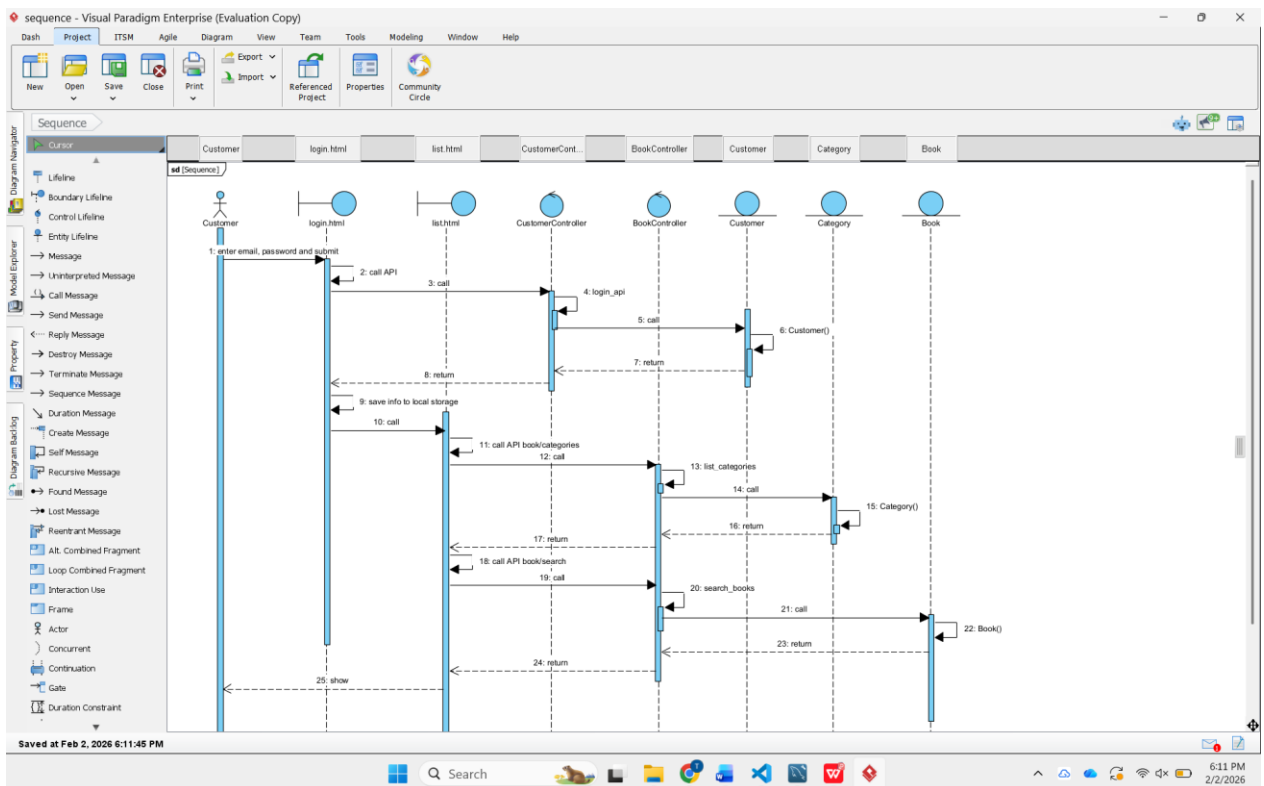 sequence - Visual Paradigm Enterprise (Evaluation Copy)
Dash Project ITSM Agile Diagram View Team Tools Modeling Window Help
New Open Save Close Print Export Import Referenced Project Properties Community Circle
Sequence
Diagram Navigator
Model Explorer
Property
Diagram Backlog
Cursor
Lifeline
Boundary Lifeline
Control Lifeline
Entity Lifeline
Message
Uninterpreted Message
Call Message
Send Message
Reply Message
Destroy Message
Terminate Message
Sequence Message
Duration Message
Create Message
Self Message
Recursive Message
Found Message
Lost Message
Reentrant Message
Alt. Combined Fragment
Loop Combined Fragment
Interaction Use
Frame
Actor
Concurrent
Continuation
Gate
Duration Constraint
Customer login.html list.html CustomerCont... BookController Customer Category Book
sd [Sequence]
Customer login.html list.html CustomerController BookController Customer Category Book
1: enter email, password and submit
2: call API
3: call
4: login_api
5: call
6: Customer()
7: return
8: return
9: save info to local storage
10: call
11: call API book/categories
12: call
13: list_categories
14: call
15: Category()
16: return
17: return
18: call API book/search
19: call
20: search_books
21: call
22: Book()
23: return
24: return
25: show
Saved at Feb 2, 2026 6:11:45 PM
Search
6:11 PM
2/2/2026